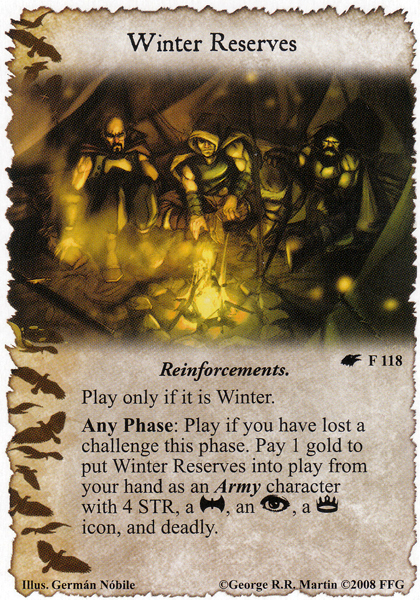 Winter Reserves
F 118
Reinforcements.
Play only if it is Winter.
Any Phase: Play if you have lost a
challenge this phase. Pay 1 gold to
put Winter Reserves into play from
your hand as an Army character
with 4 STR, a , an , a
icon, and deadly.
Illus. Germán Nóbile ©George R.R. Martin ©2008 FFG